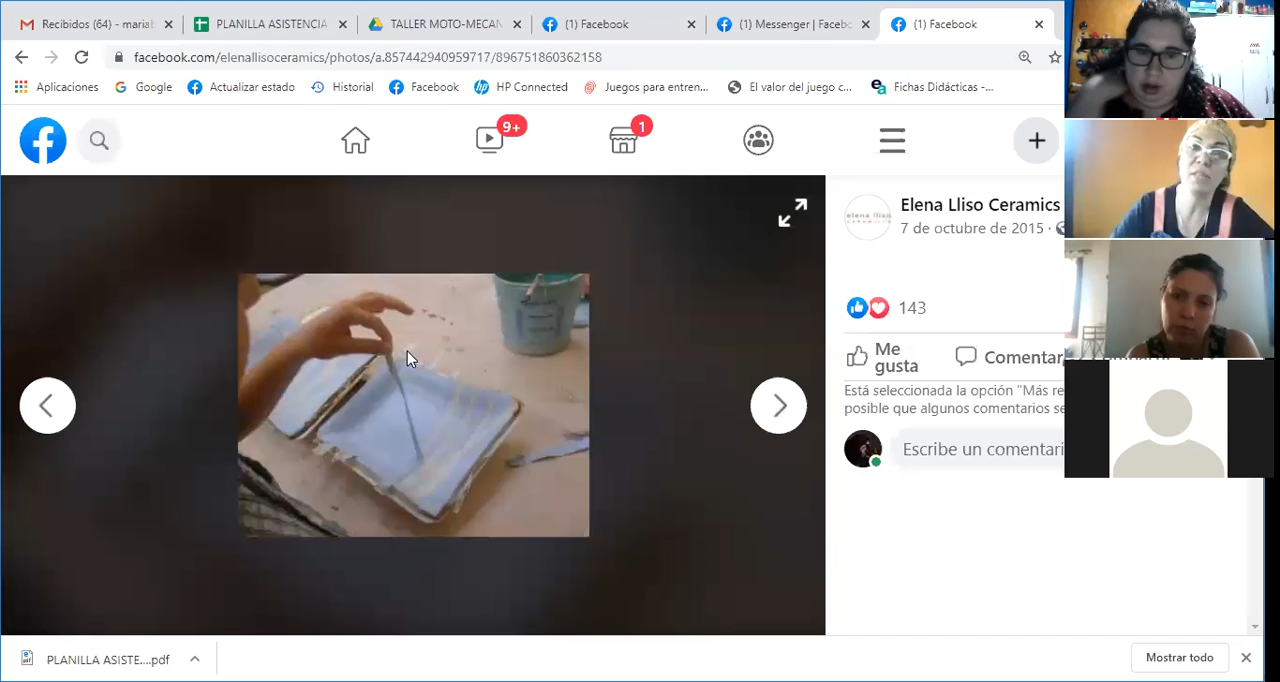 Recibidos (64) - mariab
PLANILLA ASISTENCIA
TALLER MOTO-MECAN
(1) Facebook
(1) Messenger | Facebo
(1) Facebook
facebook.com/elenallisoceramics/photos/a.857442940959717/896751860362158
Aplicaciones
Google
Actualizar estado
Historial
Facebook
HP Connected
Juegos para entren...
El valor del juego c...
Fichas Didácticas -...
9+
1
Elena Lliso Ceramics
7 de octubre de 2015 ·
elena lliso
143
Me gusta
Comentar
Está seleccionada la opción "Más re
posible que algunos comentarios se
Escribe un comentari
PLANILLA ASISTE....pdf
Mostrar todo